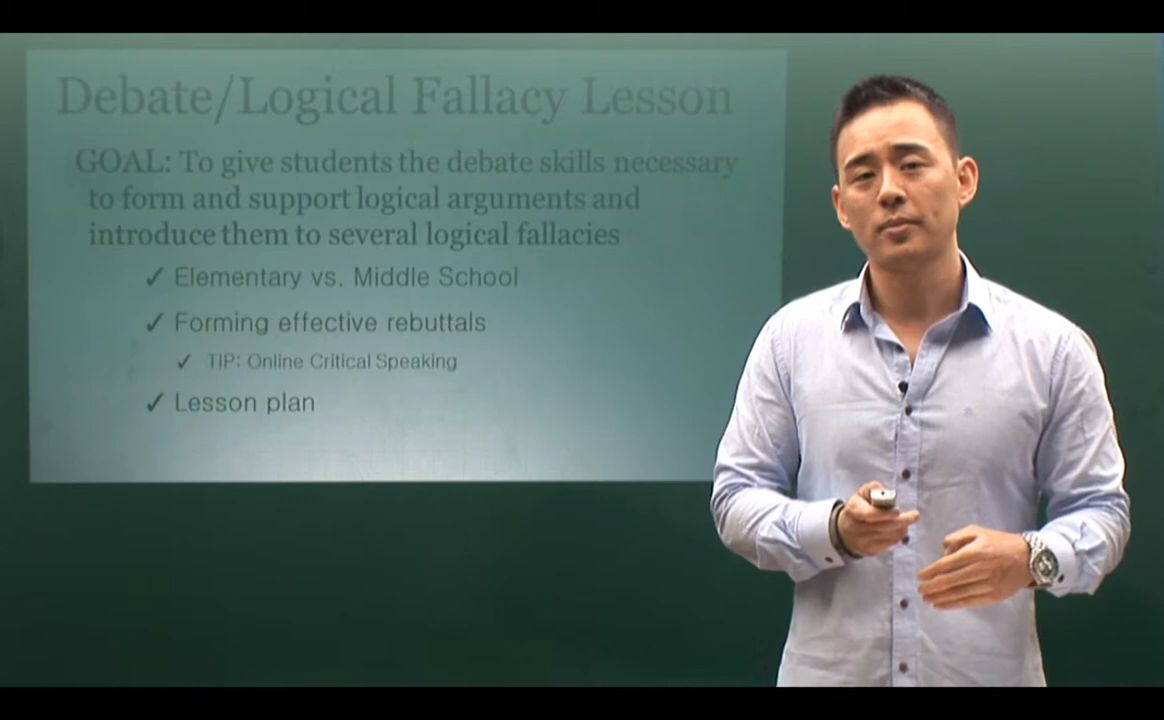 Debate/Logical Fallacy Lesson
GOAL: To give students the debate skills necessary
to form and support logical arguments and
introduce them to several logical fallacies
✓ Elementary vs. Middle School
✓ Forming effective rebuttals
✓ TIP: Online Critical Speaking
✓ Lesson plan